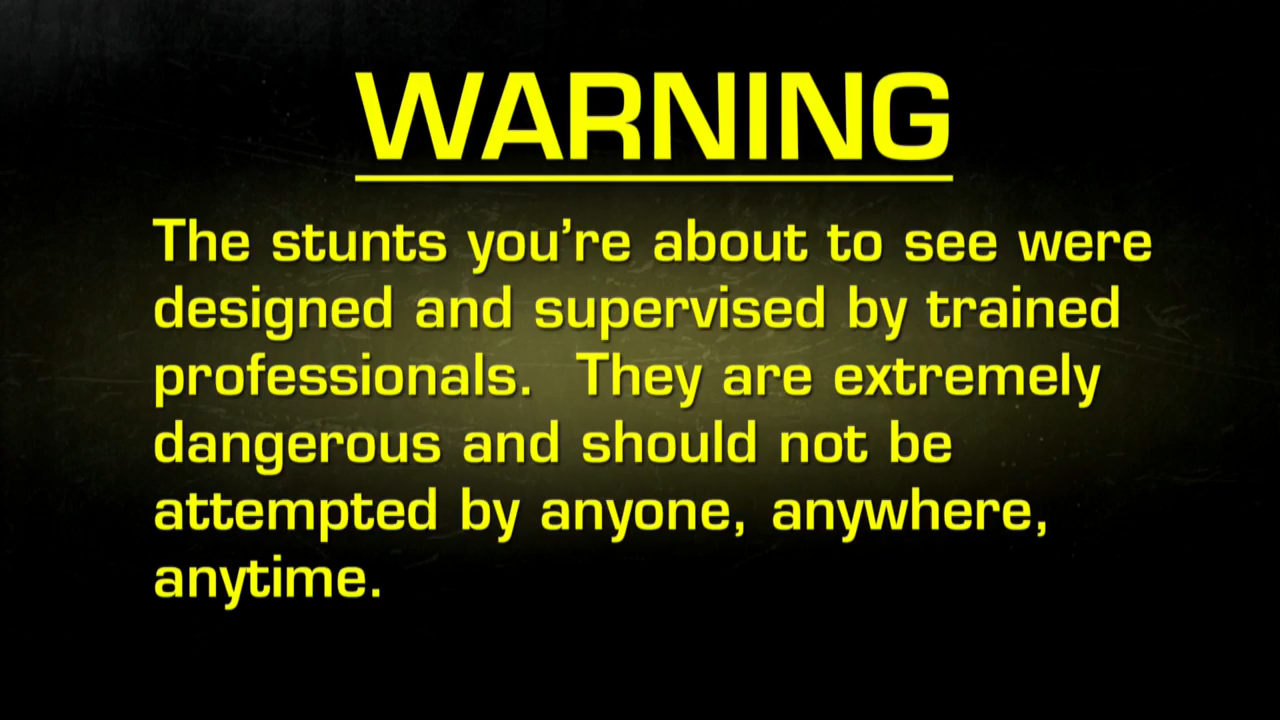 WARNING
The stunts you’re about to see were
designed and supervised by trained
professionals.  They are extremely
dangerous and should not be
attempted by anyone, anywhere,
anytime.